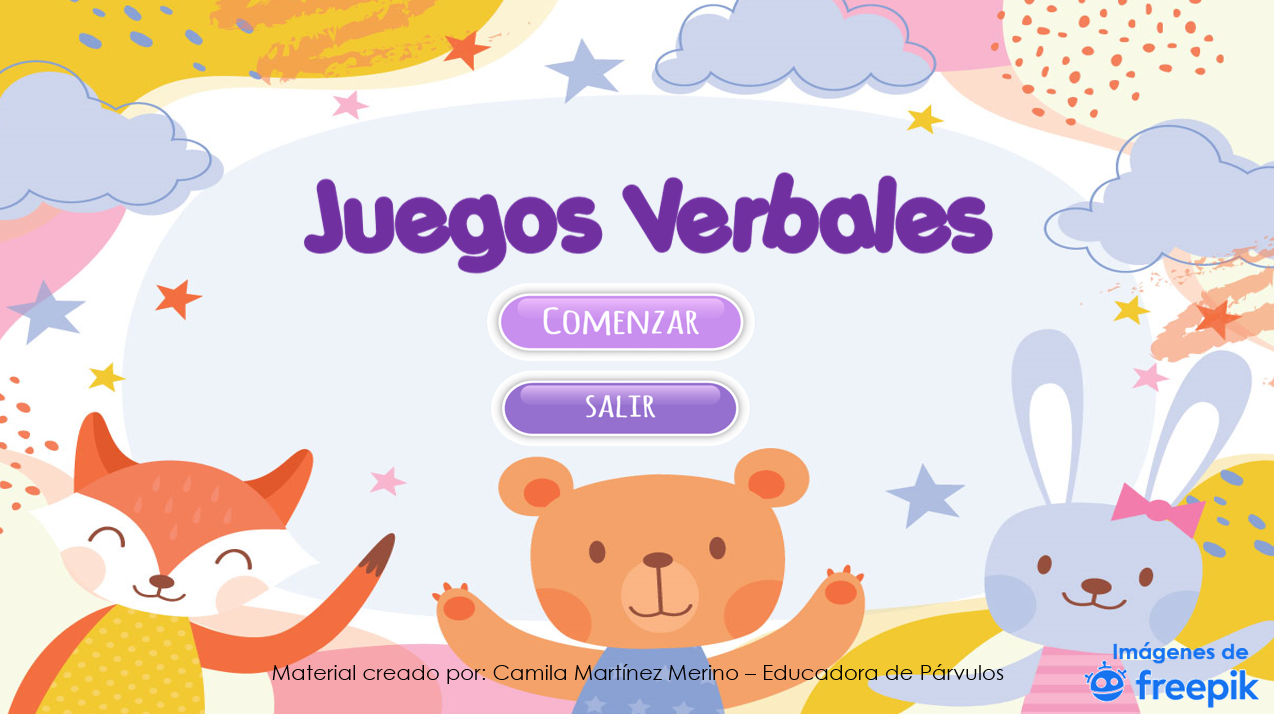 Juegos Verbales
COMENZAR
SALIR
Imágenes de
freepik
Material creado por: Camila Martínez Merino – Educadora de Párvulos